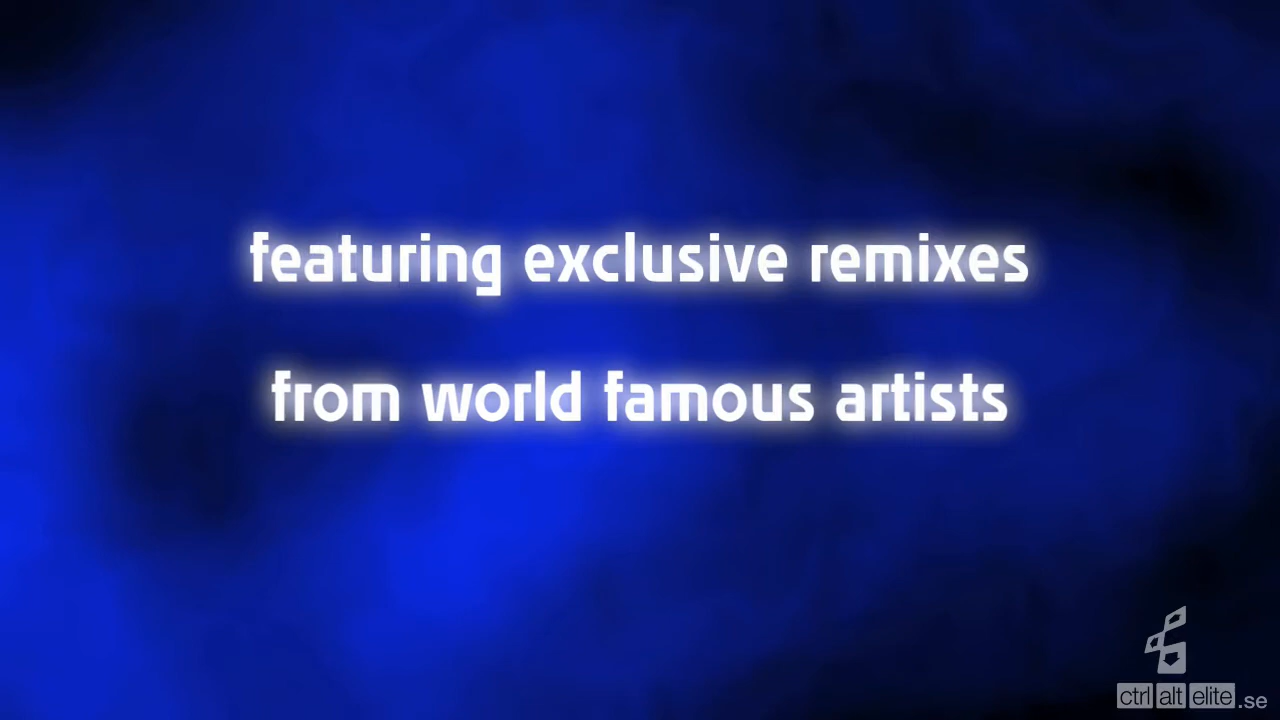 featuring exclusive remixes
from world famous artists
ctrl alt elite.se